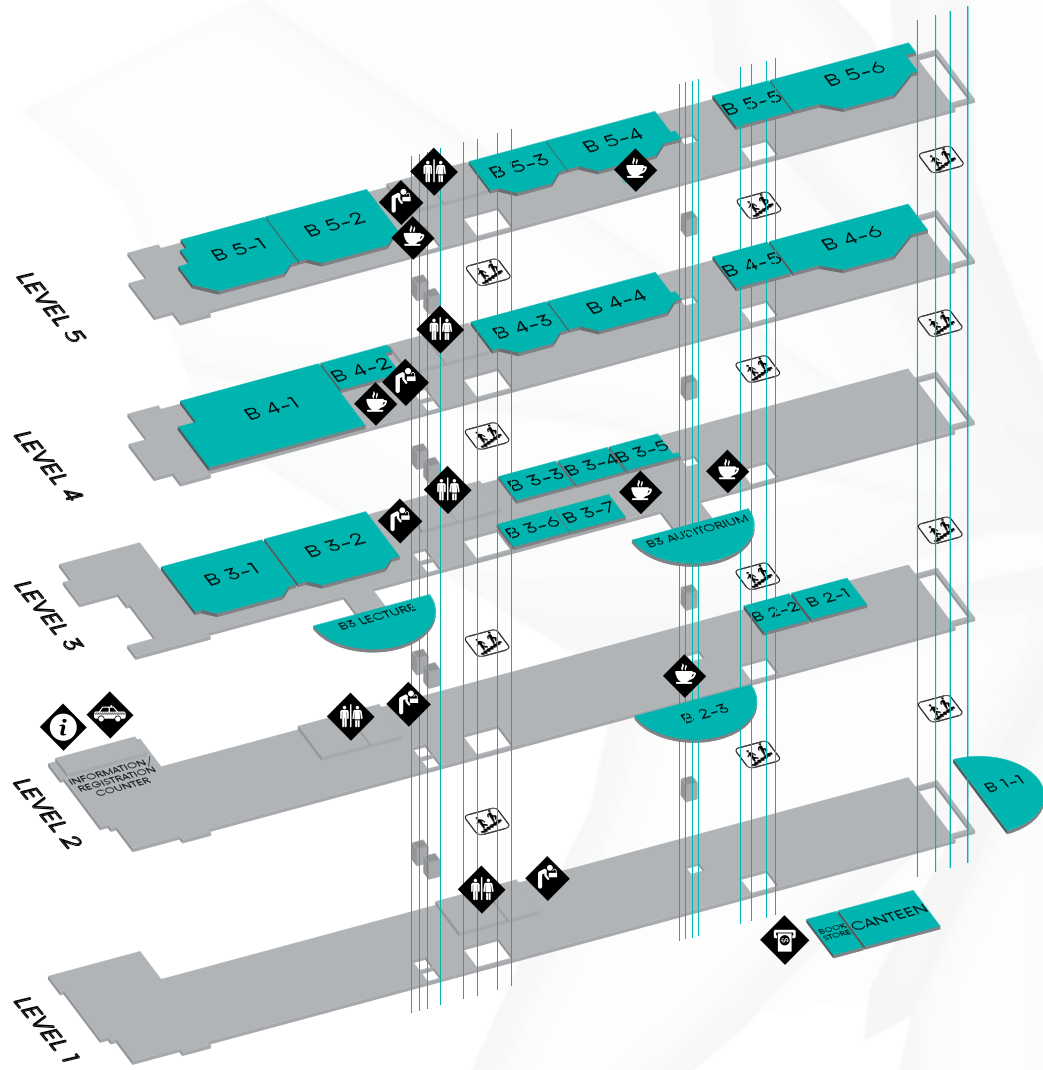 B 5-1
B 5-2
B 5-3
B 5-4
B 5-5
B 5-6
LEVEL 5
B 4-1
B 4-2
B 4-3
B 4-4
B 4-5
B 4-6
LEVEL 4
B 3-1
B 3-2
B 3-3
B 3-4
B 3-5
B 3-6
B 3-7
B3 AUDITORIUM
B3 LECTURE
LEVEL 3
B 2-2
B 2-1
B 2-3
i
INFORMATION/
REGISTRATION
COUNTER
LEVEL 2
B 1-1
BOOK
STORE
CANTEEN
LEVEL 1